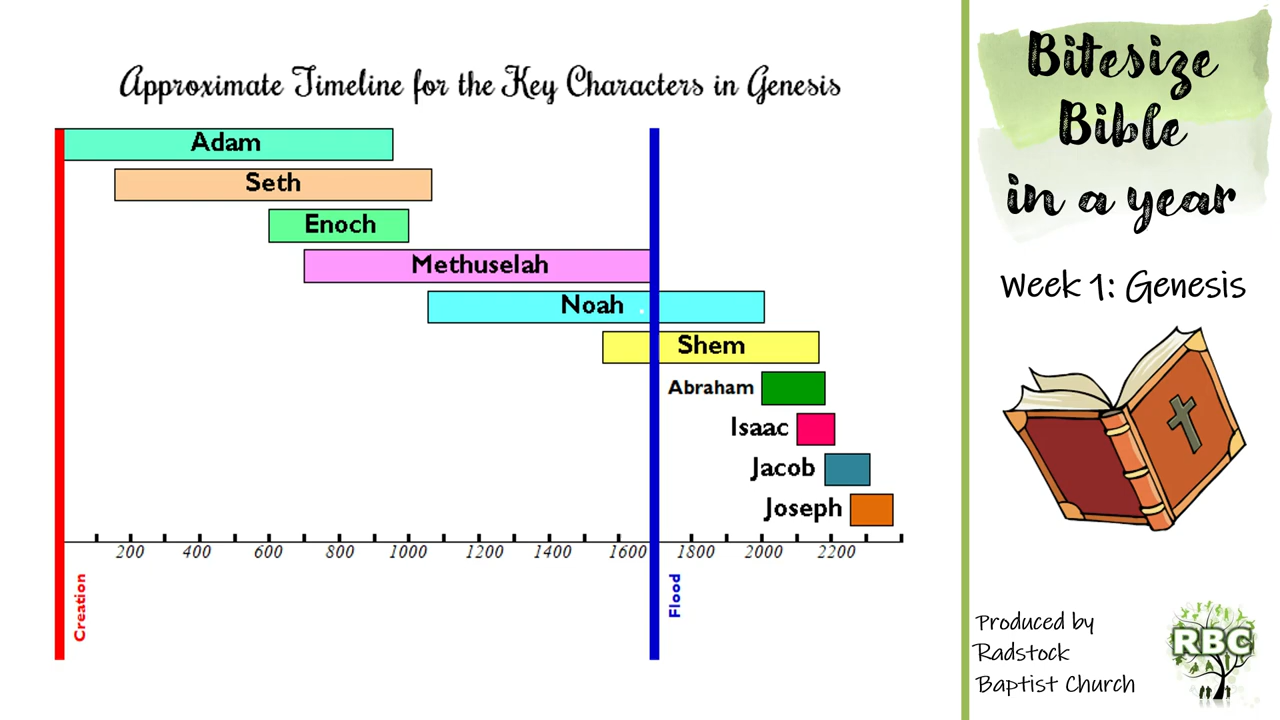 Approximate Timeline for the Key Characters in Genesis
Adam
Seth
Enoch
Methuselah
Noah
Shem
Abraham
Isaac
Jacob
Joseph
200 400 600 800 1000 1200 1400 1600 1800 2000 2200
Creation
Flood
Bitesize
Bible
in a year
Week 1: Genesis
Produced by
Radstock
Baptist Church
RBC